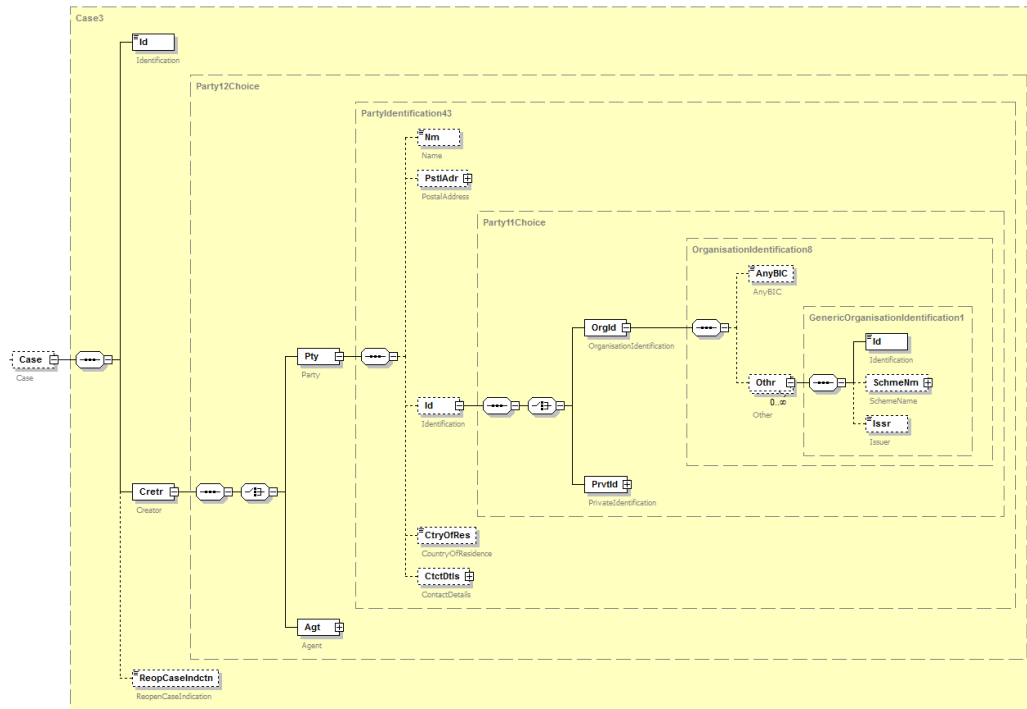 Case3
Id
Identification
Party12Choice
PartyIdentification43
Nm
Name
PstlAdr
PostalAddress
Party11Choice
OrganisationIdentification8
AnyBIC
AnyBIC
GenericOrganisationIdentification1
OrgId
OrganisationIdentification
Id
Identification
Case
Case
Pty
Party
Othr
0..∞
Other
SchmeNm
SchemeName
Id
Identification
Issr
Issuer
Cretr
Creator
PrvtId
PrivateIdentification
CtryOfRes
CountryOfResidence
CtctDtls
ContactDetails
Agt
Agent
ReopCaseIndctn
ReopenCaseIndication